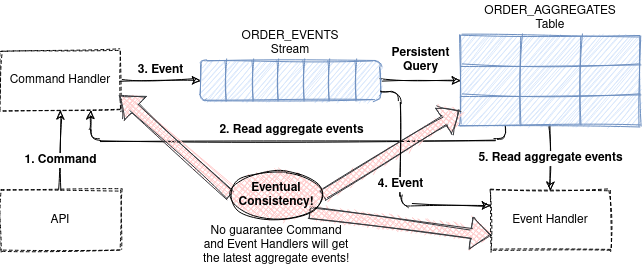 ORDER_AGGREGATES
Table
ORDER_EVENTS
Stream
Persistent
Query
3. Event
Command Handler
2. Read aggregate events
1. Command
5. Read aggregate events
Eventual
Consistency!
4. Event
API
Event Handler
No guarantee Command
and Event Handlers will get
the latest aggregate events!